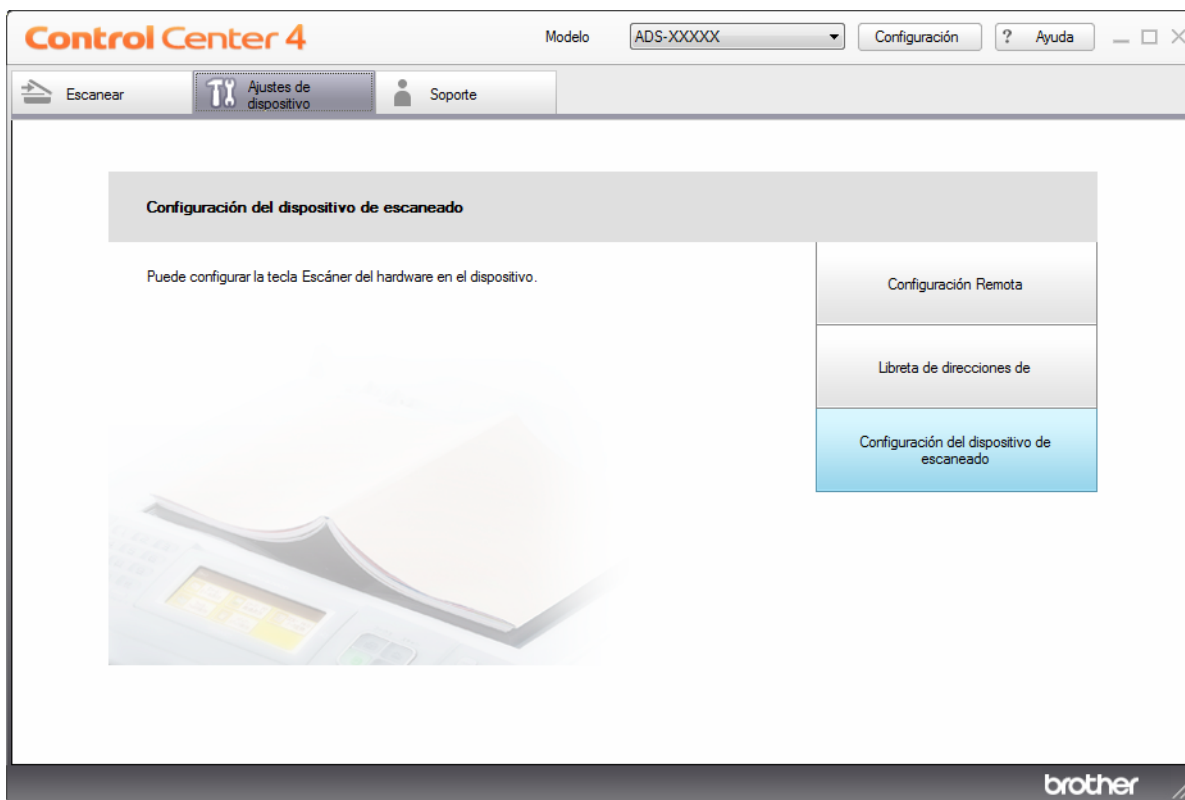 Control Center 4
Modelo
ADS-XXXXX
Configuración
? Ayuda
Escanear
Ajustes de
dispositivo
Soporte
Configuración del dispositivo de escaneado
Puede configurar la tecla Escáner del hardware en el dispositivo.
Configuración Remota
Libreta de direcciones de
Configuración del dispositivo de
escaneado
brother